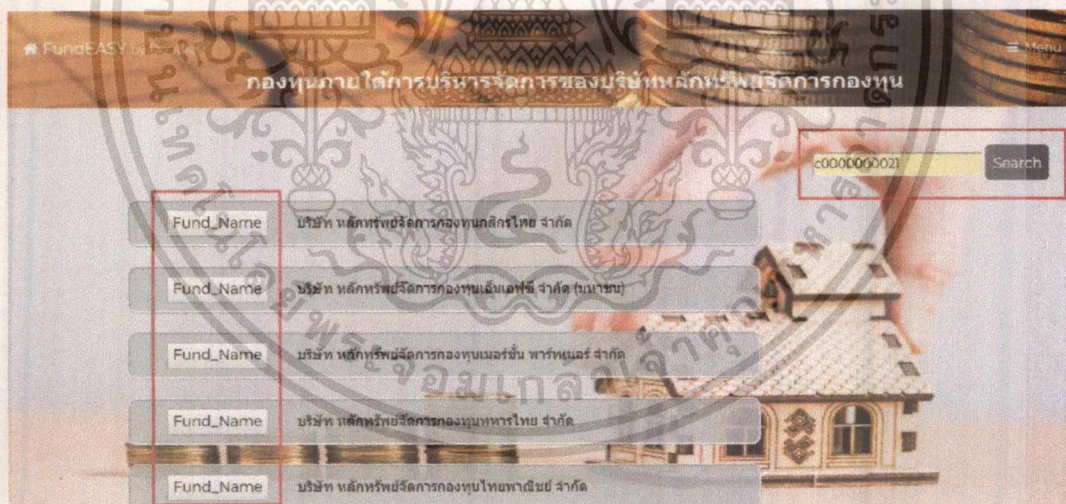 FundEASY
Menu
กองทุนภายใต้การบริหารจัดการของบริษัทหลักทรัพย์จัดการกองทุน
c0000000021 Search
Fund_Name บริษัท หลักทรัพย์จัดการกองทุนกสิกรไทย จำกัด
Fund_Name บริษัท หลักทรัพย์จัดการกองทุนเอ็มเอฟซี จำกัด (มหาชน)
Fund_Name บริษัท หลักทรัพย์จัดการกองทุนเมอร์ชั่น พาร์ทเนอร์ จำกัด
Fund_Name บริษัท หลักทรัพย์จัดการกองทุนทหารไทย จำกัด
Fund_Name บริษัท หลักทรัพย์จัดการกองทุนไทยพาณิชย์ จำกัด